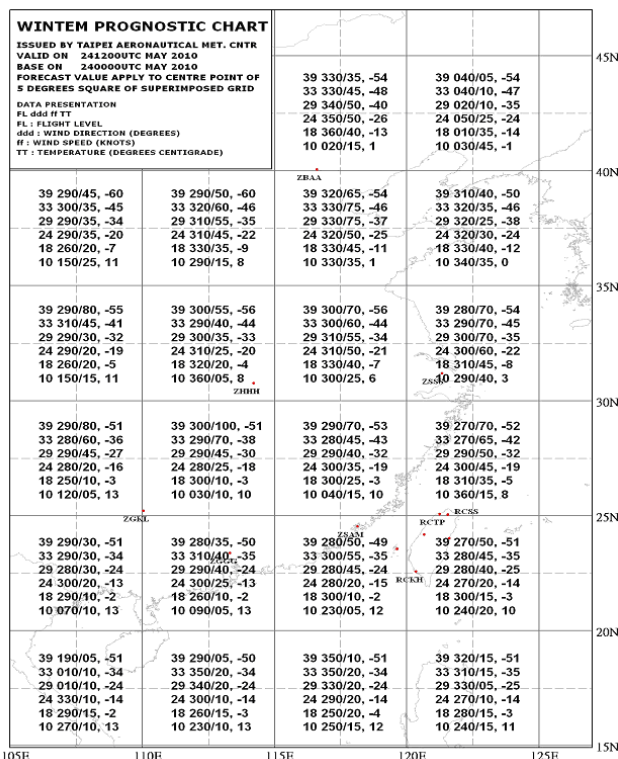 WINTEM PROGNOSTIC CHART
ISSUED BY TAIPEI AERONAUTICAL MET. CNTR
VALID ON 241200UTC MAY 2010
BASE ON 240000UTC MAY 2010
FORECAST VALUE APPLY TO CENTRE POINT OF
5 DEGREES SQUARE OF SUPERIMPOSED GRID
DATA PRESENTATION
FL ddd ff TT
FL : FLIGHT LEVEL
ddd : WIND DIRECTION (DEGREES)
ff : WIND SPEED (KNOTS)
TT : TEMPERATURE (DEGREES CENTIGRADE)
45N
39 330/35, -54 39 040/05, -54
33 330/45, -48 33 040/10, -47
29 340/50, -40 29 020/10, -35
24 350/50, -26 24 050/25, -24
18 360/40, -13 18 010/35, -14
10 020/15, 1 10 030/45, -1
ZBAA
40N
39 290/45, -60 39 290/50, -60 39 320/65, -54 39 310/40, -50
33 300/35, -45 33 320/60, -46 33 330/75, -46 33 320/35, -46
29 290/35, -34 29 310/55, -35 29 330/75, -37 29 320/25, -38
24 290/35, -20 24 310/45, -22 24 320/50, -25 24 320/30, -24
18 260/20, -7 18 330/35, -9 18 330/45, -11 18 330/40, -12
10 150/25, 11 10 290/15, 8 10 330/35, 1 10 340/35, 0
35N
39 290/80, -55 39 300/55, -56 39 300/70, -56 39 280/70, -54
33 310/45, -41 33 290/40, -44 33 300/60, -44 33 290/70, -45
29 290/30, -32 29 300/35, -33 29 310/55, -34 29 300/70, -35
24 290/20, -19 24 310/25, -20 24 310/50, -21 24 300/60, -22
18 260/20, -5 18 320/20, -4 18 330/40, -7 18 310/45, -8
10 150/15, 11 10 360/05, 8 10 300/25, 6 10 290/40, 3
ZHHH
30N
39 290/80, -51 39 300/100, -51 39 290/70, -53 39 270/70, -52
33 280/60, -36 33 290/70, -38 33 280/45, -43 33 270/65, -42
29 290/45, -27 29 290/45, -30 29 290/45, -33 29 290/50, -32
24 280/20, -16 24 280/25, -18 24 300/35, -19 24 300/45, -19
18 250/10, -3 18 300/10, -3 18 300/25, -3 18 310/35, -5
10 120/05, 13 10 030/10, 10 10 040/15, 10 10 360/15, 8
ZGKL ZSAM RCTP RCSS
25N
39 290/30, -51 39 280/35, -50 39 280/50, -49 39 270/50, -51
33 290/30, -34 33 310/40, -35 33 300/55, -35 33 280/45, -35
ZGGG
29 280/30, -24 29 290/40, -24 29 280/45, -24 29 280/40, -25
24 300/20, -13 24 300/25, -13 24 280/20, -15 24 270/20, -14
RCKH
18 290/10, -2 18 260/10, -2 18 300/10, -2 18 300/15, -3
10 070/10, 13 10 090/05, 13 10 230/05, 12 10 240/20, 10
20N
39 190/05, -51 39 290/05, -50 39 350/10, -51 39 320/15, -51
33 010/10, -34 33 350/20, -34 33 350/20, -34 33 310/15, -35
29 010/10, -24 29 340/20, -24 29 330/20, -24 29 330/05, -25
24 330/10, -14 24 300/10, -14 24 290/20, -14 24 270/10, -14
18 290/15, -2 18 260/15, -3 18 250/20, -4 18 280/15, -3
10 270/10, 13 10 230/10, 13 10 250/15, 12 10 240/15, 11
105E 110E 115E 120E 125E 15N